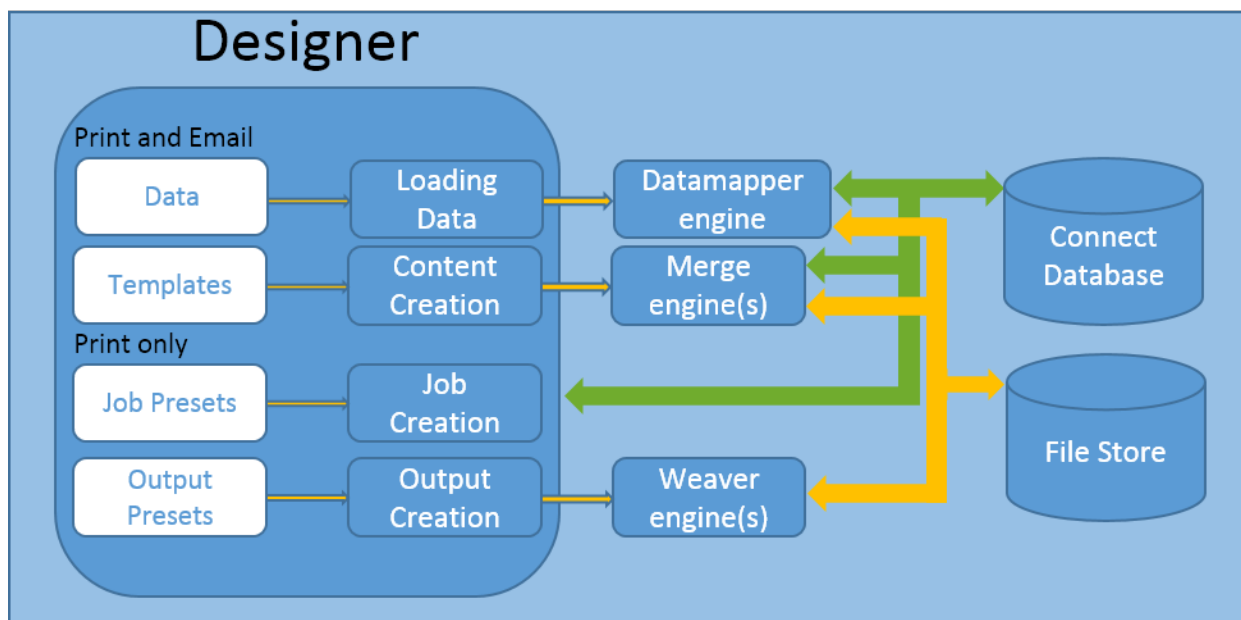 Designer
Print and Email
Data
Loading
Data
Datamapper
engine
Connect
Database
Templates
Content
Creation
Merge
engine(s)
Print only
Job Presets
Job
Creation
File Store
Output
Presets
Output
Creation
Weaver
engine(s)